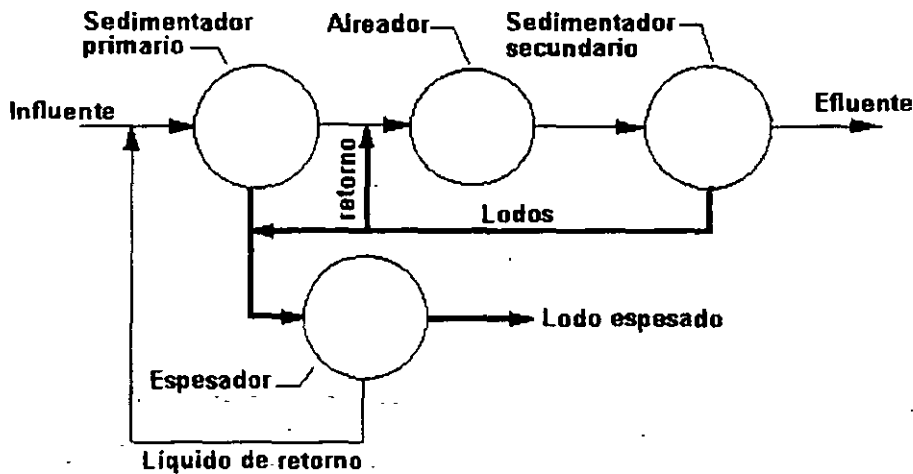 Sedimentador
primario
Aireador
Sedimentador
secundario
Influente
Efluente
retorno
Lodos
Lodo espesado
Espesador
Líquido de retorno